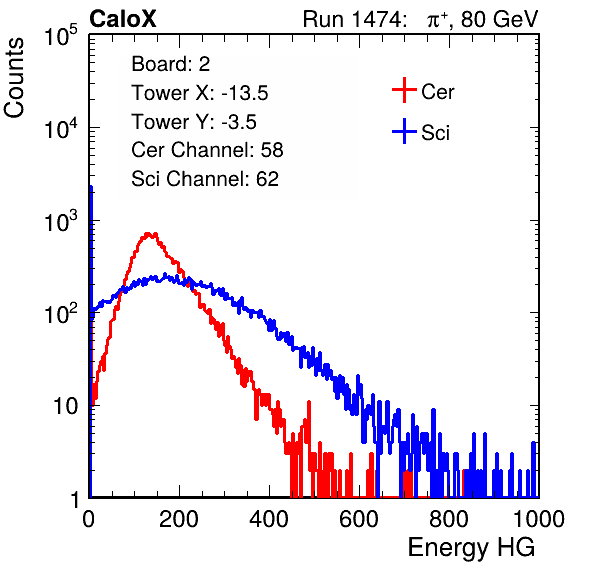 CaloX Run 1474: π⁺, 80 GeV
Counts
10⁵
10⁴
10³
10²
10
1
Board: 2
Tower X: -13.5
Tower Y: -3.5
Cer Channel: 58
Sci Channel: 62
Cer
Sci
0 200 400 600 800 1000
Energy HG